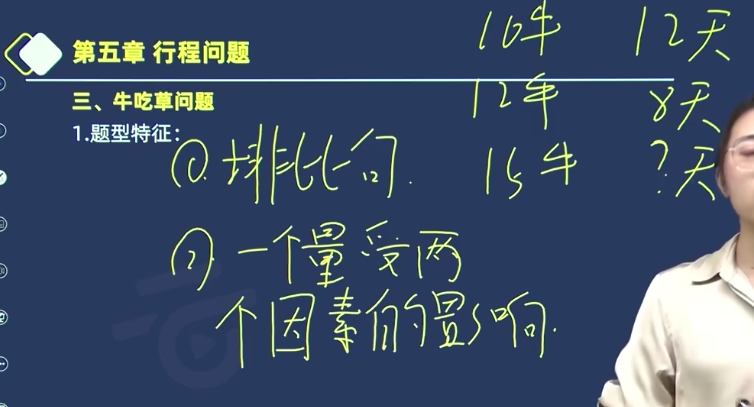 第五章 行程问题
三、牛吃草问题
1.题型特征：
①.排比句.
②.一个量受两
个因素的影响.
10牛 12天
12牛 8天
15牛 ?天